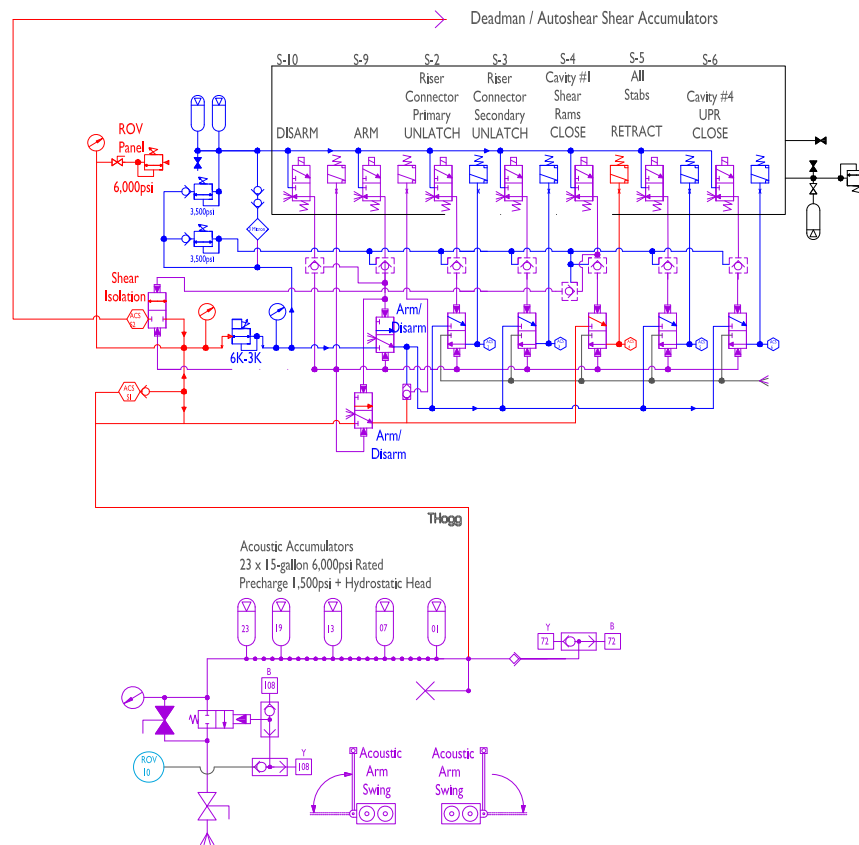 Deadman / Autoshear Shear Accumulators
S-10
S-9
S-2
S-3
S-4
S-5
S-6
Riser
Connector
Primary
UNLATCH
Riser
Connector
Secondary
UNLATCH
Cavity #1
Shear
Rams
CLOSE
All
Stabs
RETRACT
Cavity #4
UPR
CLOSE
DISARM
ARM
ROV
Panel
6,000psi
3,500psi
3,500psi
Shear
Isolation
ACS
6K-3K
Arm/
Disarm
ACS
Arm/
Disarm
THogg
Acoustic Accumulators
23 x 15-gallon 6,000psi Rated
Precharge 1,500psi + Hydrostatic Head
23
19
13
07
01
Y
72
B
72
B
108
Y
108
ROV
10
Acoustic
Arm
Swing
Acoustic
Arm
Swing